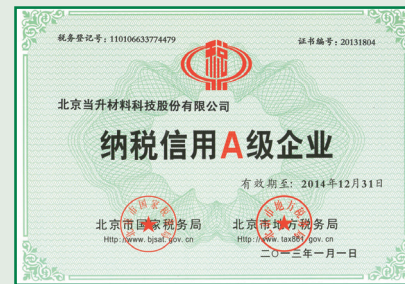 税务登记号：110106633774479
证书编号：20131804
北京当升材料科技股份有限公司
纳税信用A级企业
有效期至：2014年12月31日
北京市国家税务局
北京市地方税务局
Http://www.bjsat.gov.cn
Http://www.tax861.gov.cn
二〇一三年一月一日